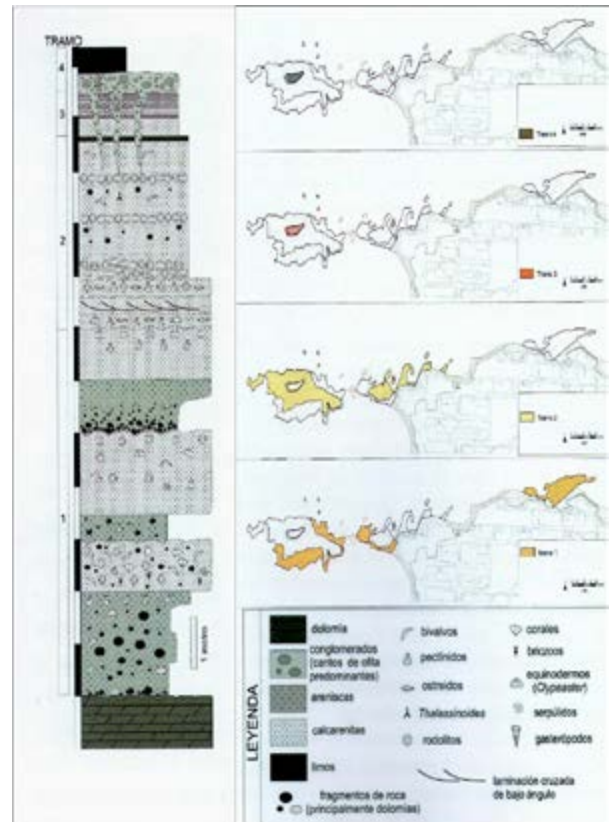 TRAMO
4
3
2
1
1 metro
Tramo 4
Tramo 3
Tramo 2
Tramo 1
LEYENDA
dolomía
conglomerados
(cantos de ofita
predominantes)
areniscas
calcarenitas
limos
fragmentos de roca
(principalmente dolomías)
bivalvos
pectínidos
ostreidos
Thalassinoides
rodolitos
corales
briozoos
equinodermos
(Clypeaster)
serpúlidos
gasterópodos
laminación cruzada
de bajo ángulo